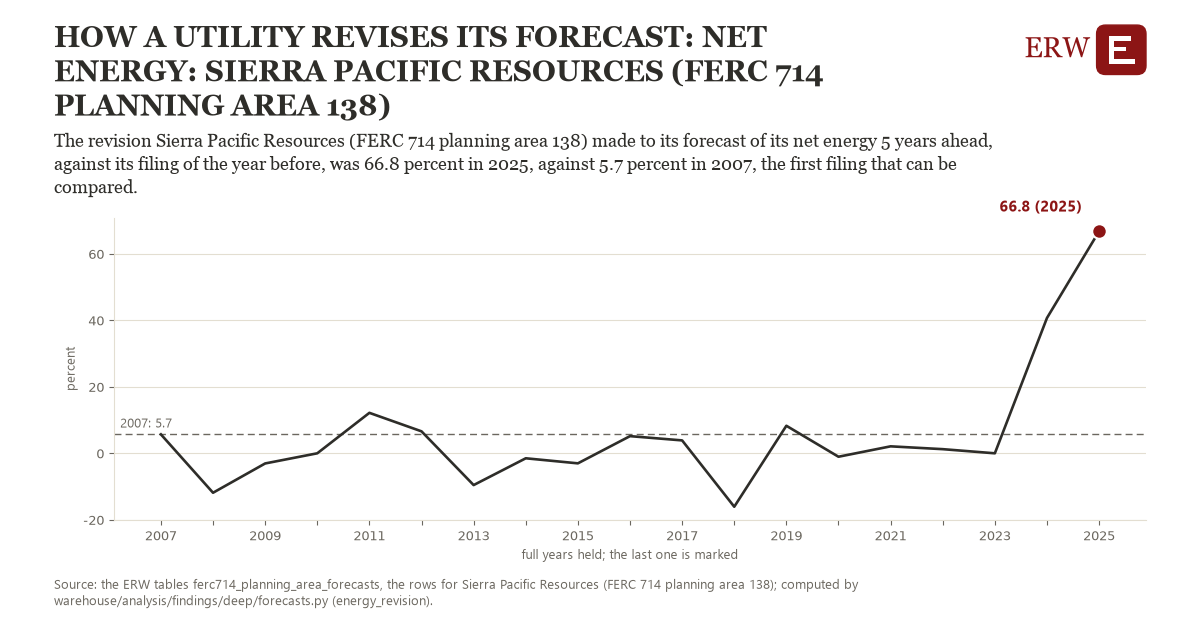 HOW A UTILITY REVISES ITS FORECAST: NET
ENERGY: SIERRA PACIFIC RESOURCES (FERC 714
PLANNING AREA 138)
ERW E
The revision Sierra Pacific Resources (FERC 714 planning area 138) made to its forecast of its net energy 5 years ahead,
against its filing of the year before, was 66.8 percent in 2025, against 5.7 percent in 2007, the first filing that can be
compared.
66.8 (2025)
60
40
20
0
-20
percent
2007: 5.7
2007 2009 2011 2013 2015 2017 2019 2021 2023 2025
full years held; the last one is marked
Source: the ERW tables ferc714_planning_area_forecasts, the rows for Sierra Pacific Resources (FERC 714 planning area 138); computed by
warehouse/analysis/findings/deep/forecasts.py (energy_revision).